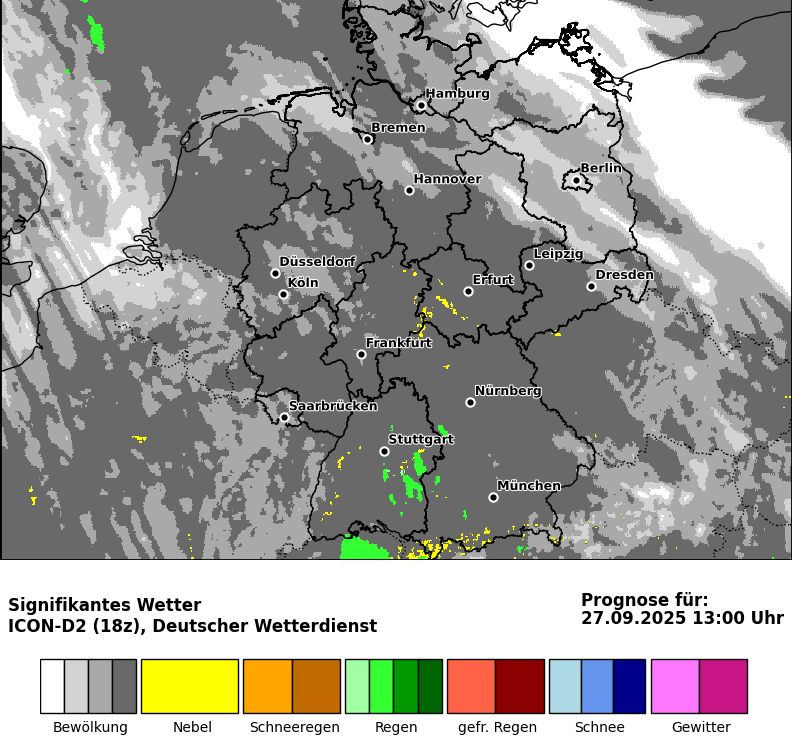 Hamburg
Bremen
Berlin
Hannover
Leipzig
Düsseldorf
Dresden
Erfurt
Köln
Frankfurt
Nürnberg
Saarbrücken
Stuttgart
München
Signifikantes Wetter
ICON-D2 (18z), Deutscher Wetterdienst
Prognose für:
27.09.2025 13:00 Uhr
Bewölkung
Nebel
Schneeregen
Regen
gefr. Regen
Schnee
Gewitter